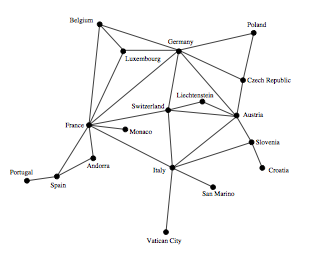 Belgium
Poland
Germany
Luxembourg
Czech Republic
Liechtenstein
Switzerland
Austria
France
Monaco
Slovenia
Andorra
Italy
Croatia
Portugal
Spain
San Marino
Vatican City